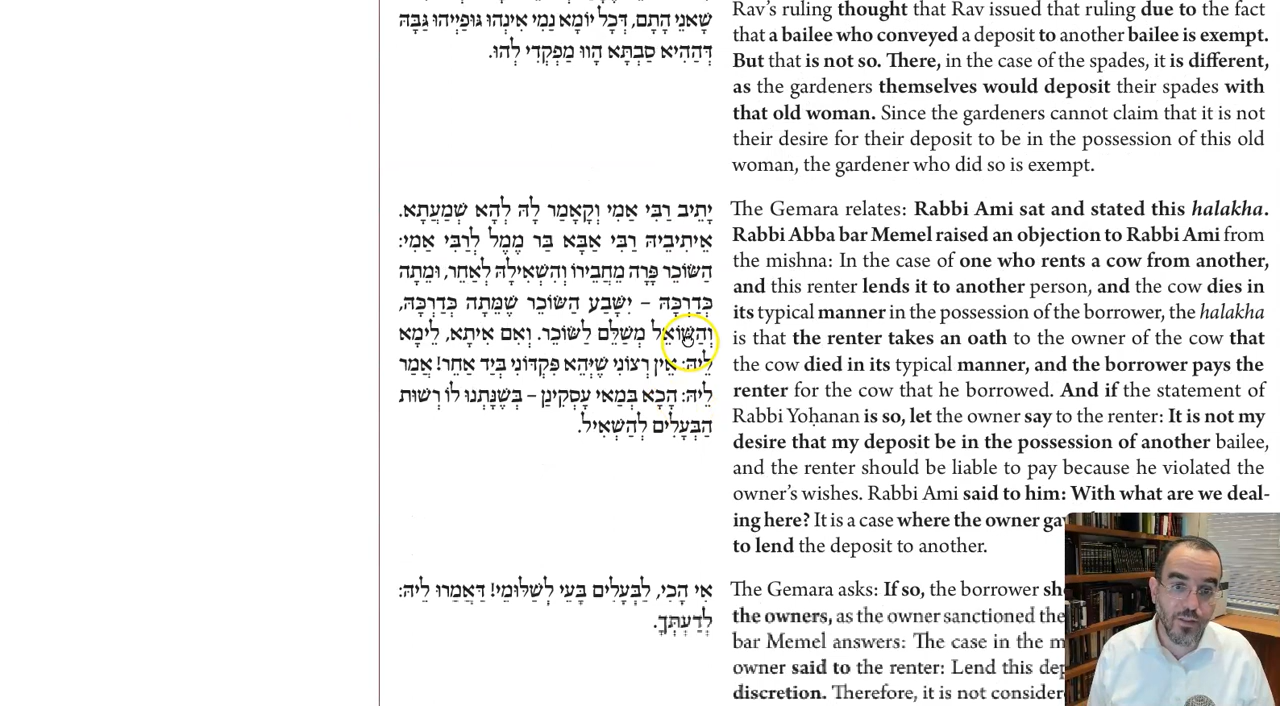 שָׁאנֵי הָתָם, דְּכָל יוֹמָא נַמֵי אִינְהוּ גּוּפַיְיהוּ גַּבָּהּ
דְּהַהִיא סַבְתָּא הָווּ מַפְקְדִי לְהוּ.
יָתֵיב רַבִּי אַמֵי וְקָאָמַר לָהּ לְהָא שְׁמַעֲתָא.
אֵיתִיבֵיהּ רַבִּי אַבָּא בַּר מֶמֶל לְרַבִּי אַמֵי:
הַשּׂוֹכֵר פָּרָה מֵחֲבֵירוֹ וְהִשְׁאִילָהּ לְאַחֵר, וּמֵתָה
כְּדַרְכָּהּ – יִשָּׁבַע הַשּׂוֹכֵר שֶׁמֵּתָה כְּדַרְכָּהּ,
וְהַשּׁוֹאֵל מְשַׁלֵּם לַשּׂוֹכֵר. וְאִם אִיתָא, לֵימָא
לֵיהּ: אֵין רְצוֹנִי שֶׁיְּהֵא פִּקְדוֹנִי בְּיַד אַחֵר! אֲמַר
לֵיהּ: הָכָא בְּמַאי עָסְקִינַן – בְּשֶׁנָּתְנוּ לוֹ רְשׁוּת
הַבְּעָלִים לְהַשְׁאִיל.
אִי הָכִי, לַבְּעָלִים בָּעֵי לְשַׁלּוּמֵי! דַּאֲמַרוּ לֵיהּ:
לְדַעְתְּךָ.
Rav's ruling thought that Rav issued that ruling due to the fact
that a bailee who conveyed a deposit to another bailee is exempt.
But that is not so. There, in the case of the spades, it is different,
as the gardeners themselves would deposit their spades with
that old woman. Since the gardeners cannot claim that it is not
their desire for their deposit to be in the possession of this old
woman, the gardener who did so is exempt.
The Gemara relates: Rabbi Ami sat and stated this halakha.
Rabbi Abba bar Memel raised an objection to Rabbi Ami from
the mishna: In the case of one who rents a cow from another,
and this renter lends it to another person, and the cow dies in
its typical manner in the possession of the borrower, the halakha
is that the renter takes an oath to the owner of the cow that
the cow died in its typical manner, and the borrower pays the
renter for the cow that he borrowed. And if the statement of
Rabbi Yoḥanan is so, let the owner say to the renter: It is not my
desire that my deposit be in the possession of another bailee,
and the renter should be liable to pay because he violated the
owner's wishes. Rabbi Ami said to him: With what are we deal-
ing here? It is a case where the owner ga
to lend the deposit to another.
The Gemara asks: If so, the borrower sh
the owners, as the owner sanctioned the
bar Memel answers: The case in the m
owner said to the renter: Lend this dep
discretion. Therefore, it is not consider